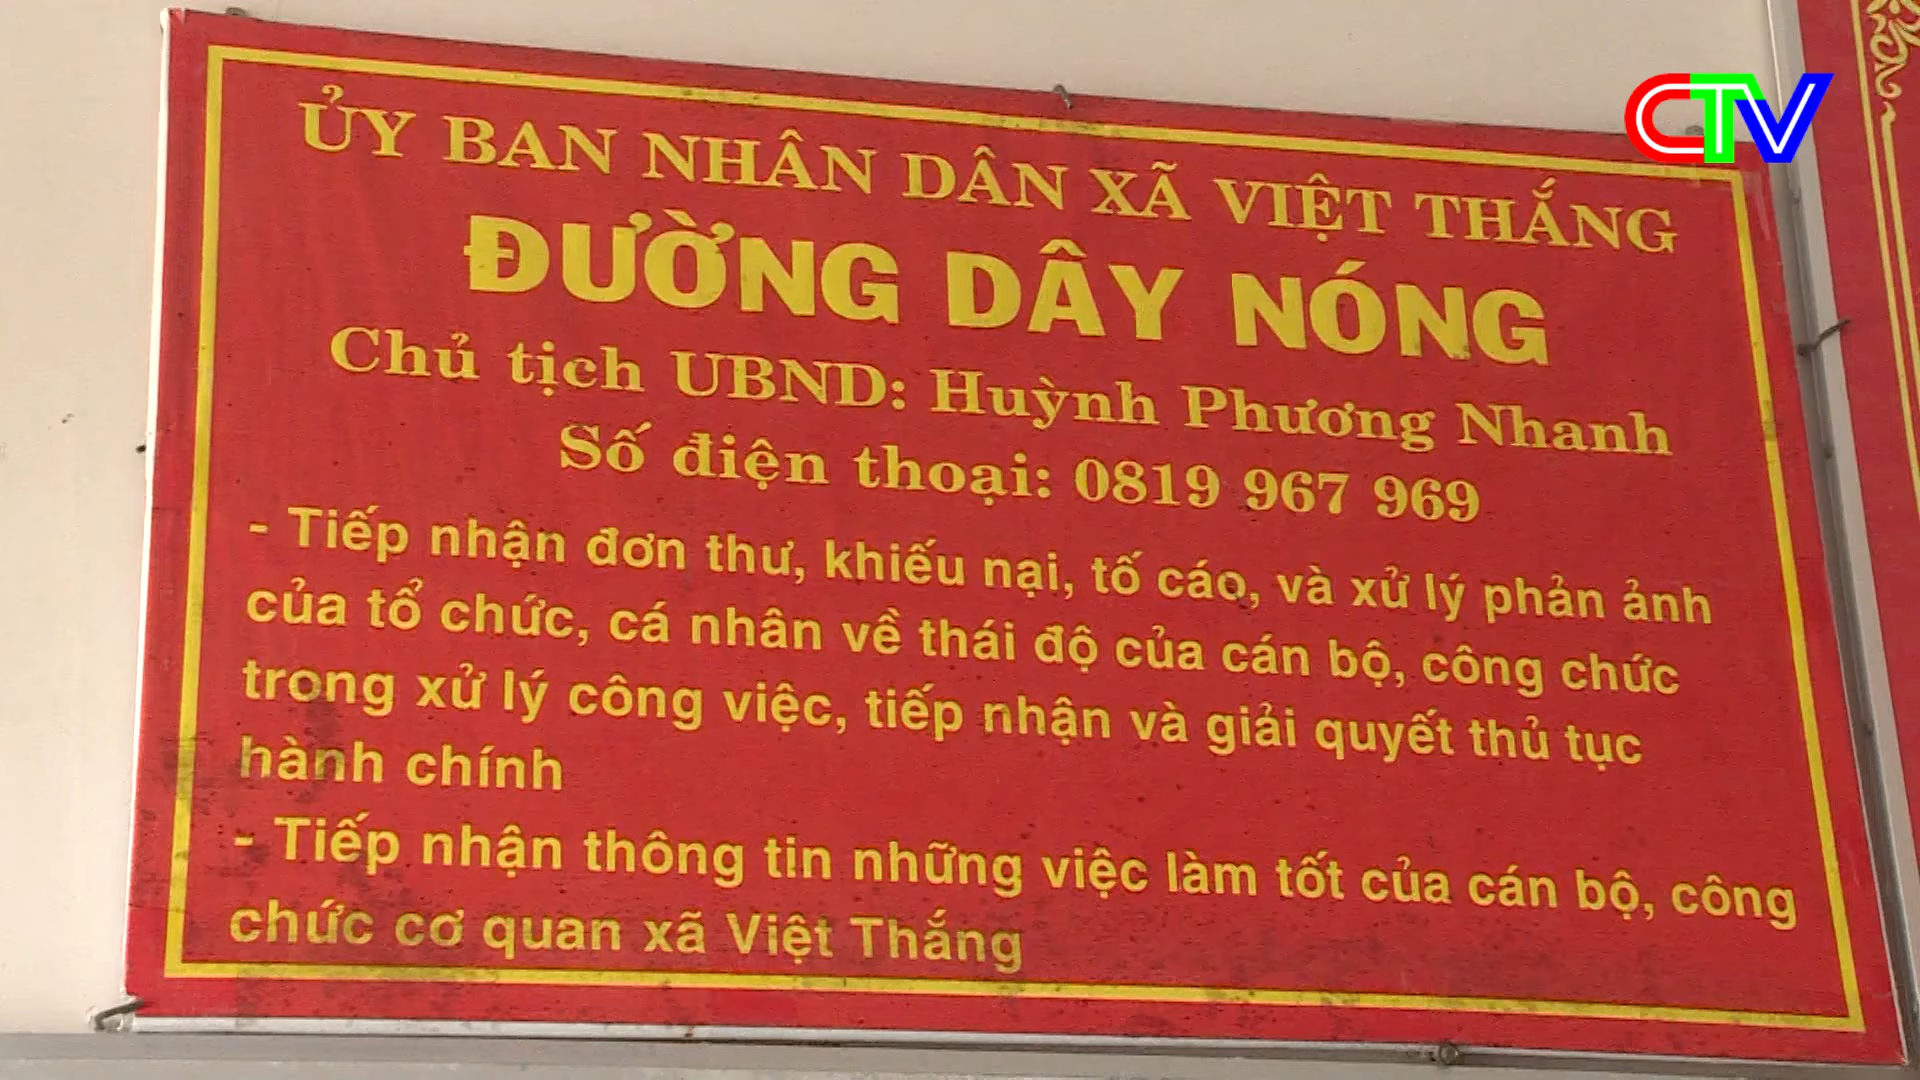 CTV
ỦY BAN NHÂN DÂN XÃ VIỆT THẮNG
ĐƯỜNG DÂY NÓNG
Chủ tịch UBND: Huỳnh Phương Nhanh
Số điện thoại: 0819 967 969
- Tiếp nhận đơn thư, khiếu nại, tố cáo, và xử lý phản ảnh
của tổ chức, cá nhân về thái độ của cán bộ, công chức
trong xử lý công việc, tiếp nhận và giải quyết thủ tục
hành chính
- Tiếp nhận thông tin những việc làm tốt của cán bộ, công
chức cơ quan xã Việt Thắng